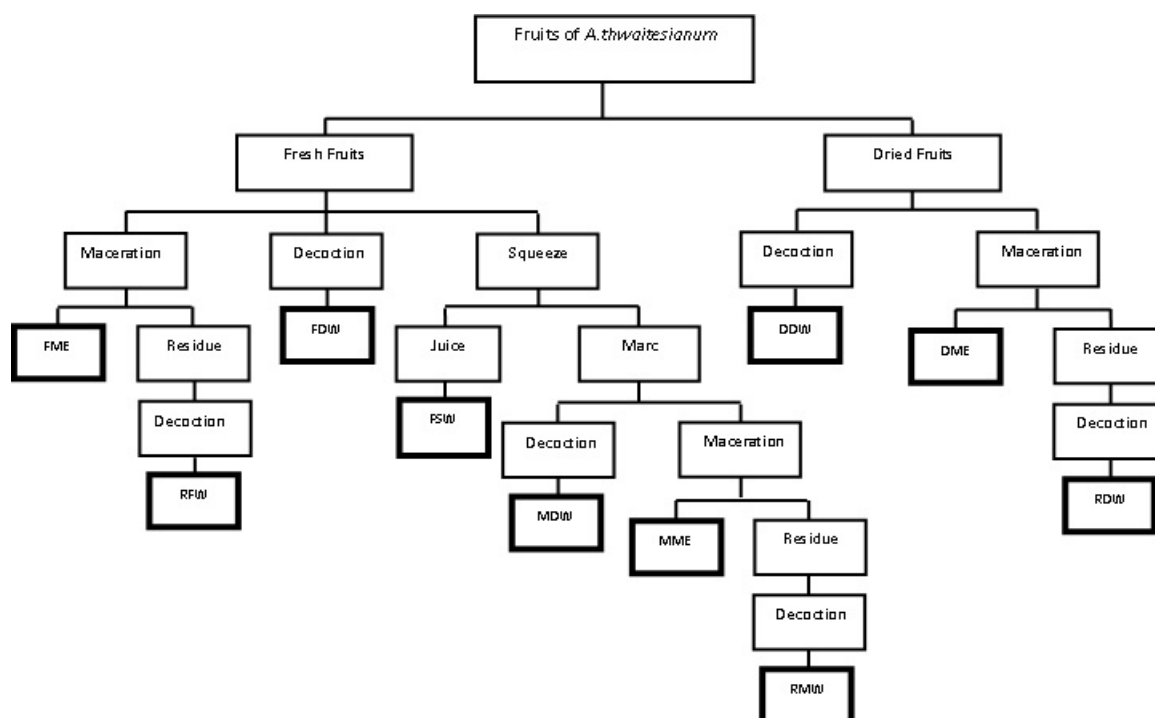 Fruits of A.thwaitesianum
Fresh Fruits
Dried Fruits
Maceration
Decoction
Squeeze
Decoction
Maceration
FME
Residue
FDW
Juice
Marc
DDW
DME
Residue
Decoction
FSW
Decoction
Maceration
Decoction
RFW
MDW
MME
Residue
RDW
Decoction
RMW